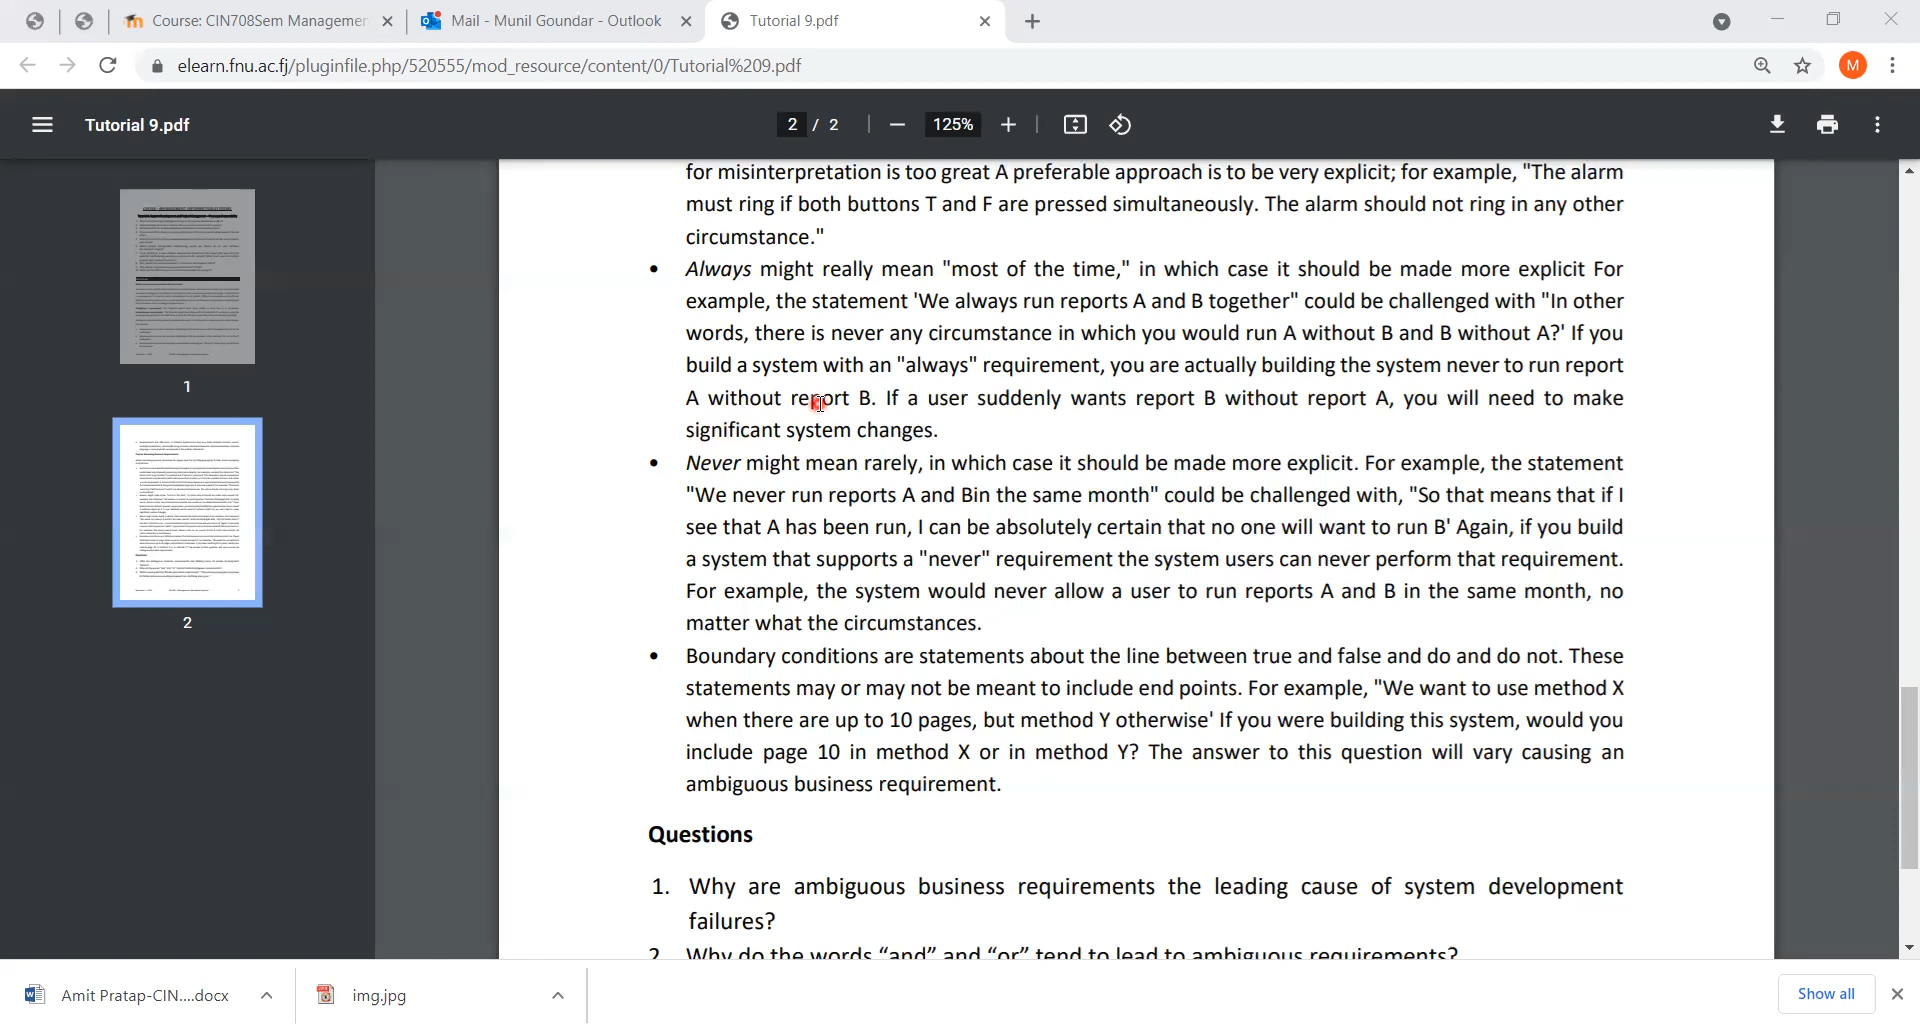 Course: CIN708Sem Managemen
Mail - Munil Goundar - Outlook
Tutorial 9.pdf
elearn.fnu.ac.fj/pluginfile.php/520555/mod_resource/content/0/Tutorial%209.pdf
M
Tutorial 9.pdf
2 / 2
125%
1
2
for misinterpretation is too great A preferable approach is to be very explicit; for example, "The alarm
must ring if both buttons T and F are pressed simultaneously. The alarm should not ring in any other
circumstance."
• Always might really mean "most of the time," in which case it should be made more explicit For
example, the statement 'We always run reports A and B together" could be challenged with "In other
words, there is never any circumstance in which you would run A without B and B without A?' If you
build a system with an "always" requirement, you are actually building the system never to run report
A without report B. If a user suddenly wants report B without report A, you will need to make
significant system changes.
• Never might mean rarely, in which case it should be made more explicit. For example, the statement
"We never run reports A and Bin the same month" could be challenged with, "So that means that if I
see that A has been run, I can be absolutely certain that no one will want to run B' Again, if you build
a system that supports a "never" requirement the system users can never perform that requirement.
For example, the system would never allow a user to run reports A and B in the same month, no
matter what the circumstances.
• Boundary conditions are statements about the line between true and false and do and do not. These
statements may or may not be meant to include end points. For example, "We want to use method X
when there are up to 10 pages, but method Y otherwise' If you were building this system, would you
include page 10 in method X or in method Y? The answer to this question will vary causing an
ambiguous business requirement.
Questions
1. Why are ambiguous business requirements the leading cause of system development
failures?
2. Why do the words “and” and “or” tend to lead to ambiguous requirements?
Amit Pratap-CIN....docx
img.jpg
Show all